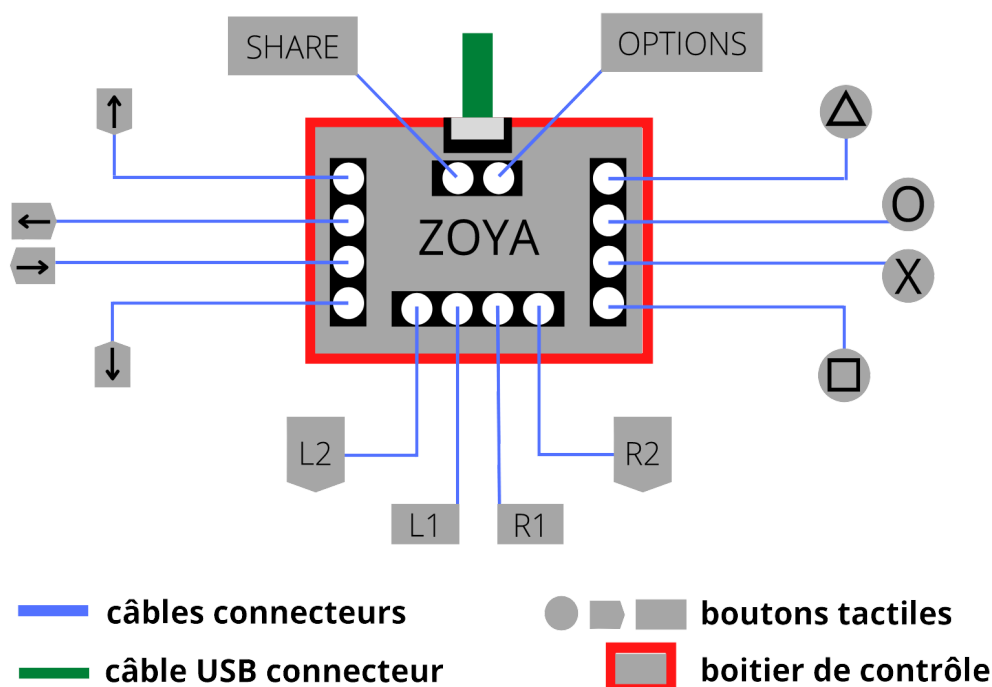 SHARE
OPTIONS
↑
△
←
O
ZOYA
→
X
↓
□
L2
R2
L1
R1
câbles connecteurs
boutons tactiles
câble USB connecteur
boitier de contrôle